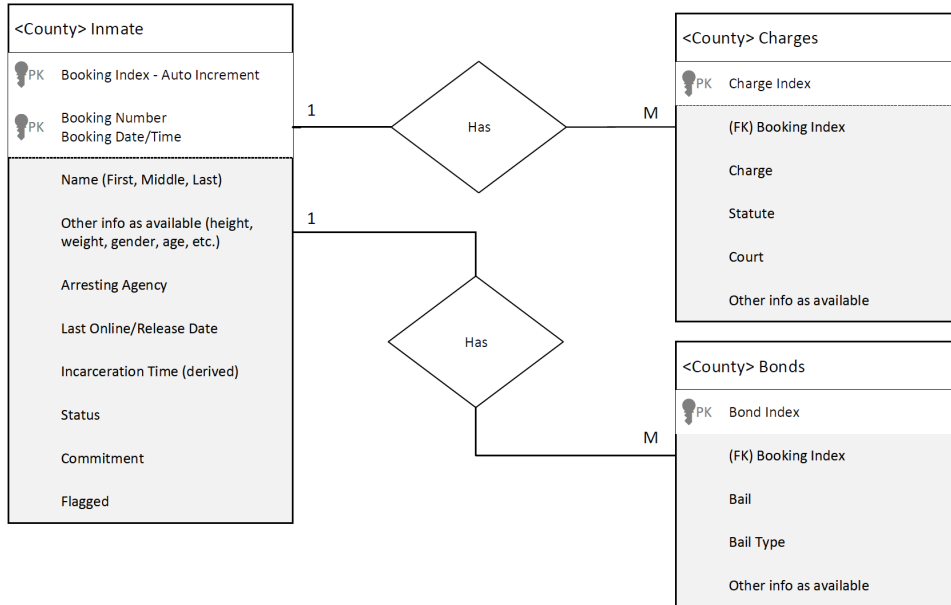 <County> Inmate
PK Booking Index - Auto Increment
PK Booking Number
Booking Date/Time
Name (First, Middle, Last)
Other info as available (height,
weight, gender, age, etc.)
Arresting Agency
Last Online/Release Date
Incarceration Time (derived)
Status
Commitment
Flagged
1
Has
M
1
Has
M
<County> Charges
PK Charge Index
(FK) Booking Index
Charge
Statute
Court
Other info as available
<County> Bonds
PK Bond Index
(FK) Booking Index
Bail
Bail Type
Other info as available